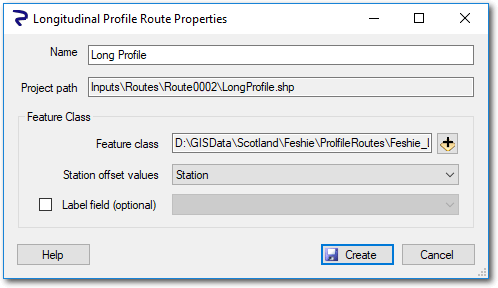 Longitudinal Profile Route Properties
Name Long Profile
Project path Inputs\Routes\Route0002\LongProfile.shp
Feature Class
Feature class D:\GISData\Scotland\Feshie\ProlfileRoutes\Feshie_l
Station offset values Station
Label field (optional)
Help Create Cancel